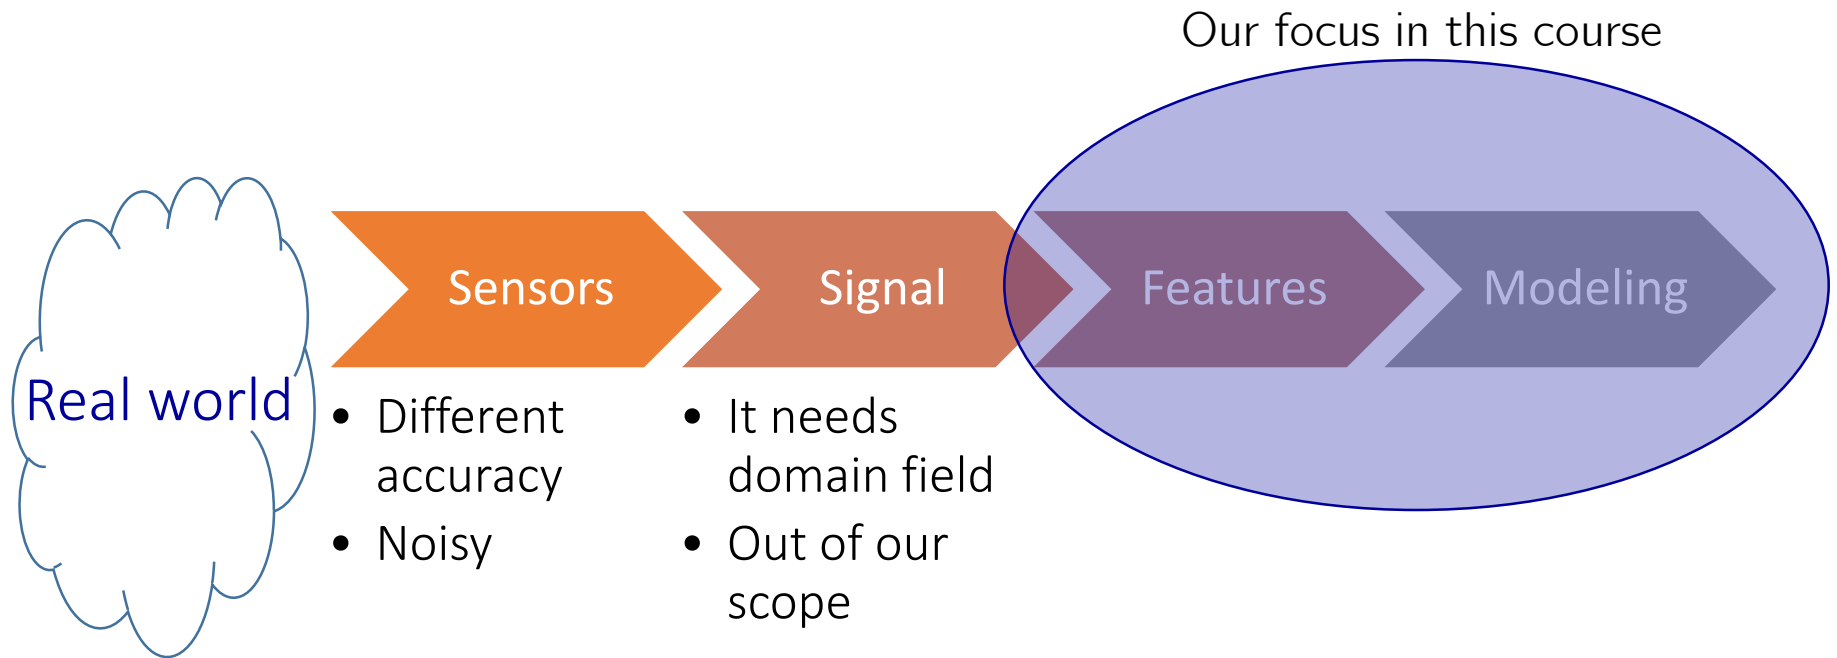 Our focus in this course
Real world
Sensors
Signal
Features
Modeling
• Different
accuracy
• Noisy
• It needs
domain field
• Out of our
scope